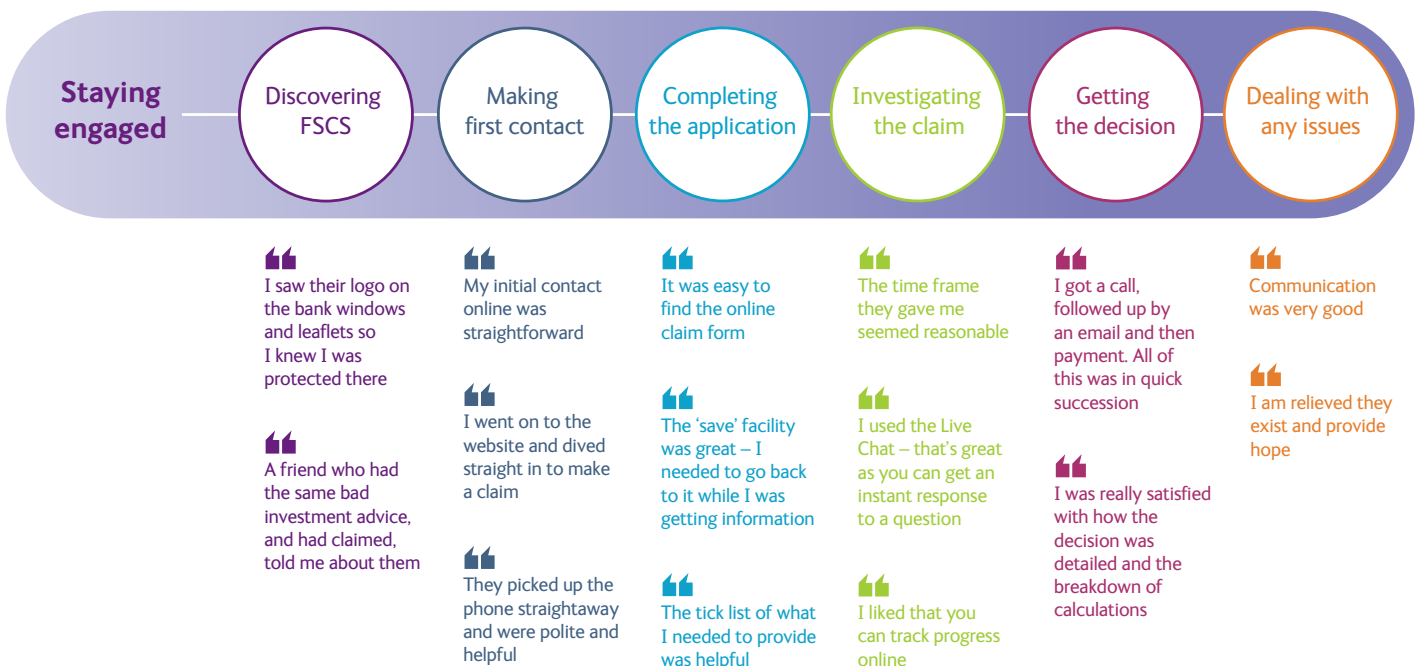 Staying
engaged
Discovering
FSCS
Making
first contact
Completing
the application
Investigating
the claim
Getting
the decision
Dealing with
any issues
“
I saw their logo on
the bank windows
and leaflets so
I knew I was
protected there
“
A friend who had
the same bad
investment advice,
and had claimed,
told me about them
“
My initial contact
online was
straightforward
“
I went on to the
website and dived
straight in to make
a claim
“
They picked up the
phone straightaway
and were polite and
helpful
“
It was easy to
find the online
claim form
“
The ‘save’ facility
was great – I
needed to go back
to it while I was
getting information
“
The tick list of what
I needed to provide
was helpful
“
The time frame
they gave me
seemed reasonable
“
I used the Live
Chat – that’s great
as you can get an
instant response
to a question
“
I liked that you
can track progress
online
“
I got a call,
followed up by
an email and then
payment. All of
this was in quick
succession
“
I was really satisfied
with how the
decision was
detailed and the
breakdown of
calculations
“
Communication
was very good
“
I am relieved they
exist and provide
hope